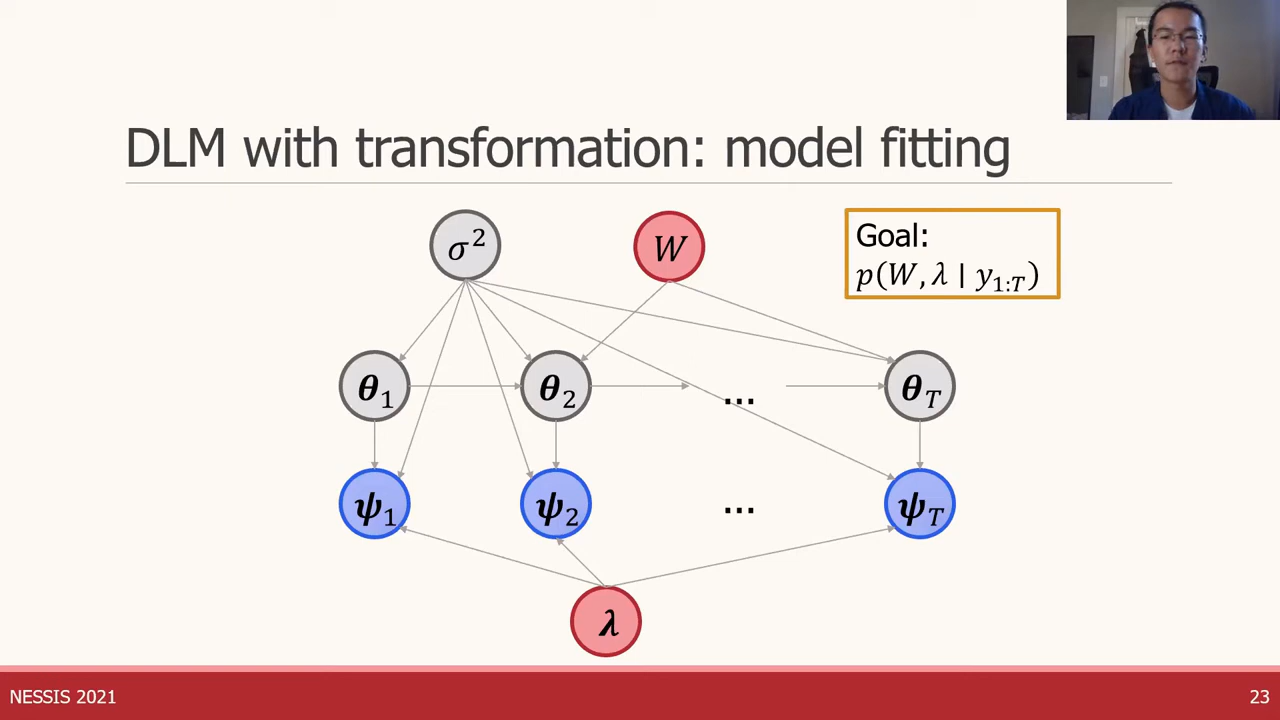 DLM with transformation: model fitting
σ² W
Goal:
p(W, λ | y₁:T)
θ₁ θ₂ ... θT
ψ₁ ψ₂ ... ψT
λ
NESSIS 2021
23